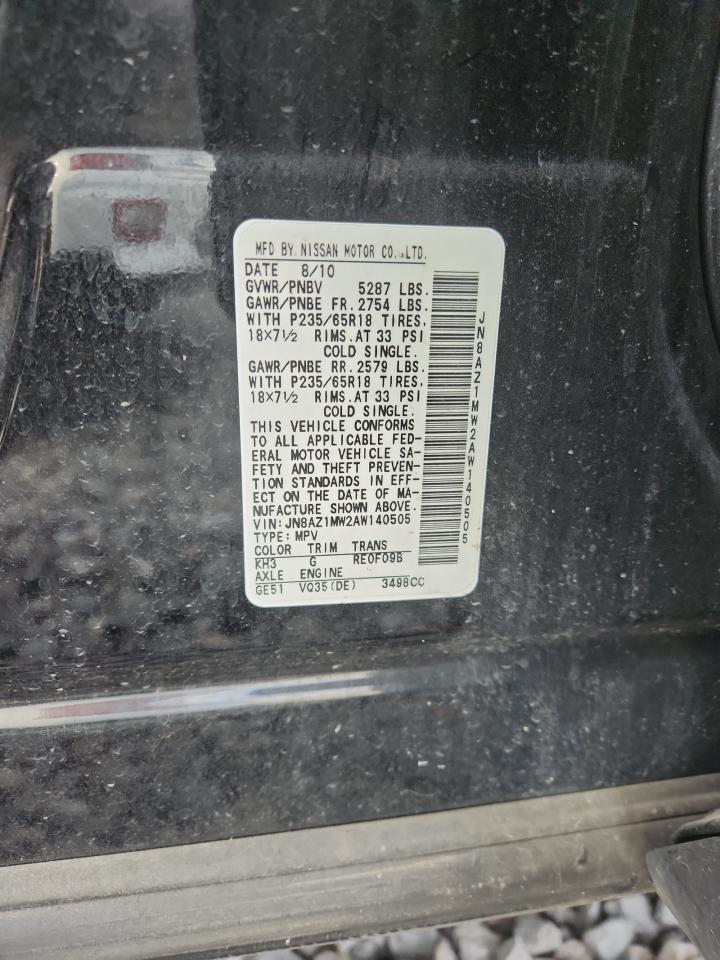 MFD BY NISSAN MOTOR CO.,LTD.
DATE 8/10
GVWR/PNBV 5287 LBS.
GAWR/PNBE FR. 2754 LBS.
WITH P235/65R18 TIRES,
18×7½ RIMS.AT 33 PSI
COLD SINGLE.
GAWR/PNBE RR. 2579 LBS.
WITH P235/65R18 TIRES,
18×7½ RIMS.AT 33 PSI
COLD SINGLE.
THIS VEHICLE CONFORMS
TO ALL APPLICABLE FED-
ERAL MOTOR VEHICLE SA-
FETY AND THEFT PREVEN-
TION STANDARDS IN EFF-
ECT ON THE DATE OF MA-
NUFACTURE SHOWN ABOVE.
VIN:JN8AZ1MW2AW140505
TYPE:MPV
COLOR TRIM TRANS
KH3 G RE0F09B
AXLE ENGINE
GE51 VQ35(DE) 3498CC
JN8AZ1MW2AW140505